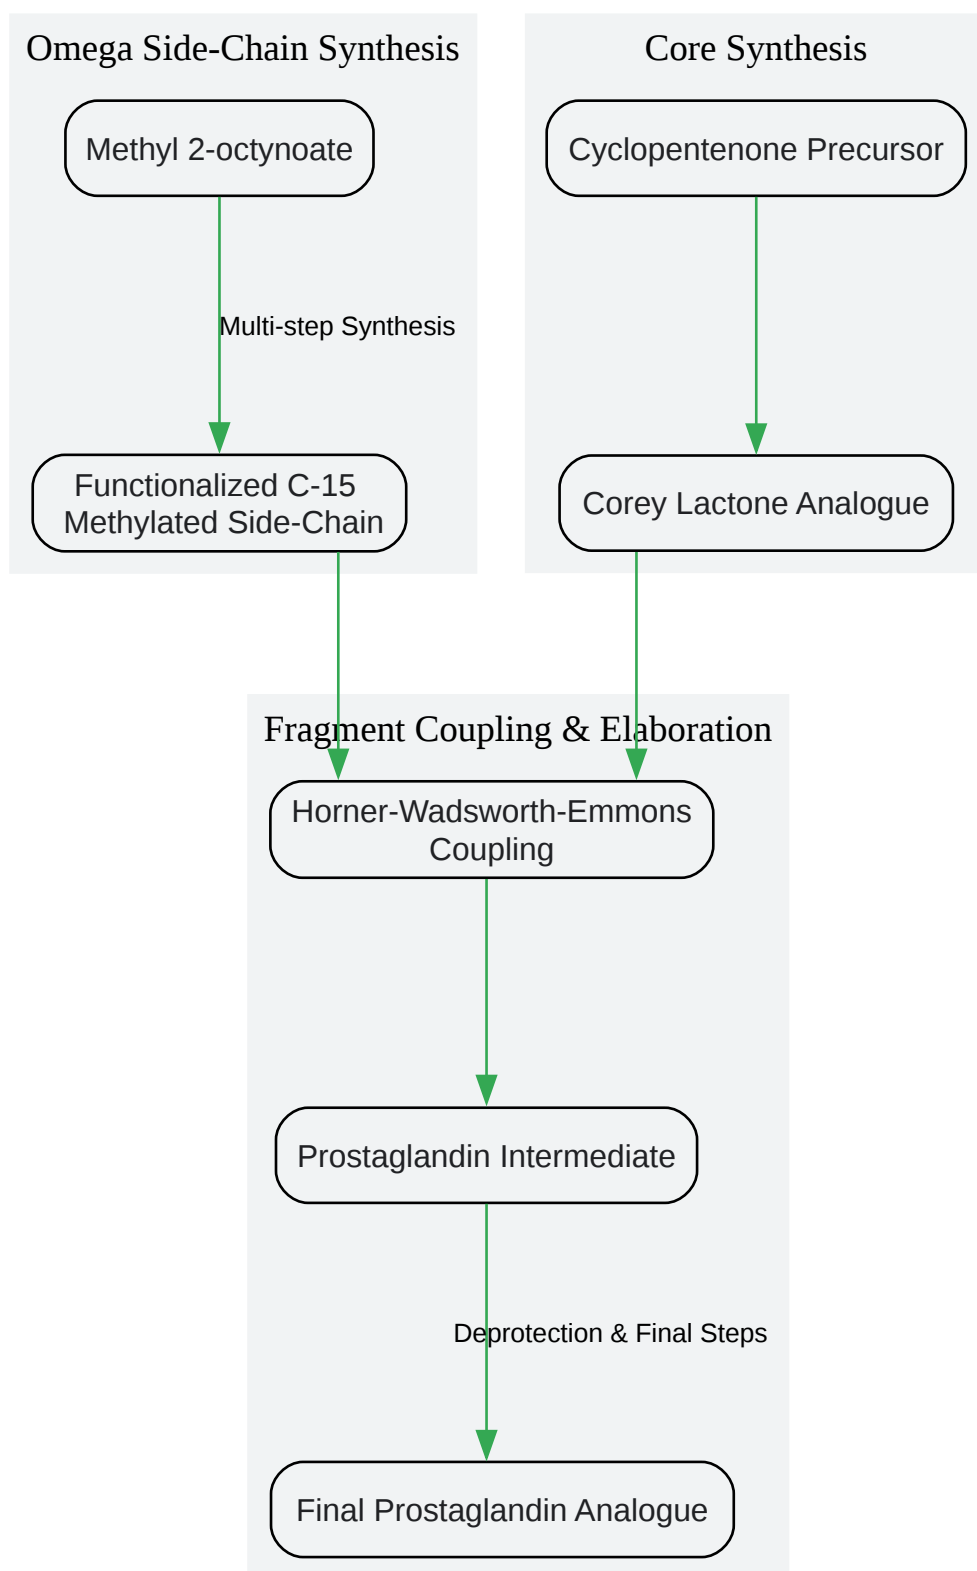 Omega Side-Chain Synthesis
Methyl 2-octynoate
Multi-step Synthesis
Functionalized C-15
Methylated Side-Chain
Core Synthesis
Cyclopentenone Precursor
Corey Lactone Analogue
Fragment Coupling & Elaboration
Horner-Wadsworth-Emmons
Coupling
Prostaglandin Intermediate
Deprotection & Final Steps
Final Prostaglandin Analogue